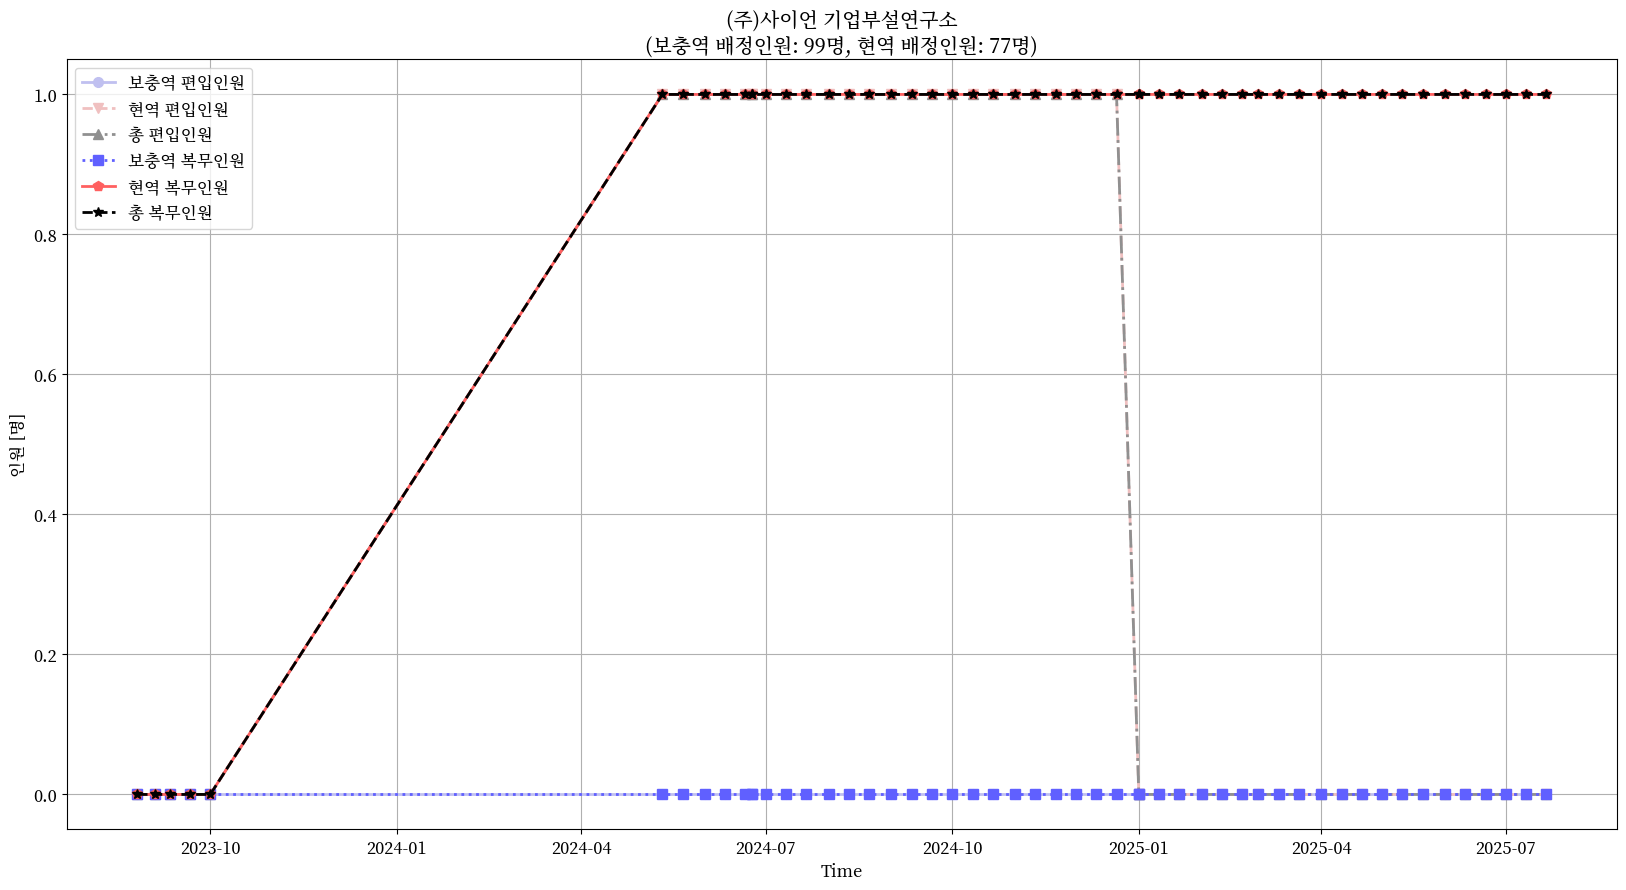 (주)사이언 기업부설연구소
(보충역 배정인원: 99명, 현역 배정인원: 77명)
보충역 편입인원
현역 편입인원
총 편입인원
보충역 복무인원
현역 복무인원
총 복무인원
1.0
0.8
0.6
0.4
0.2
0.0
인원 [명]
2023-10
2024-01
2024-04
2024-07
2024-10
2025-01
2025-04
2025-07
Time